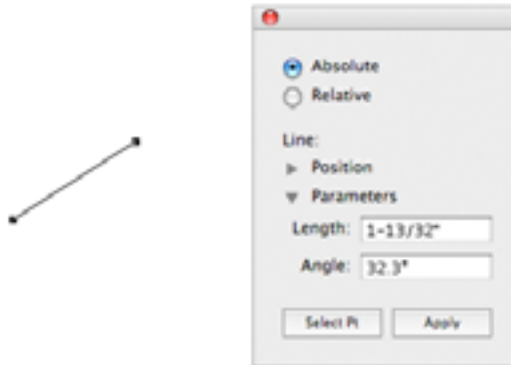 Absolute
Relative
Line:
Position
Parameters
Length: 1-13/32"
Angle: 32.3°
Select Pt Apply